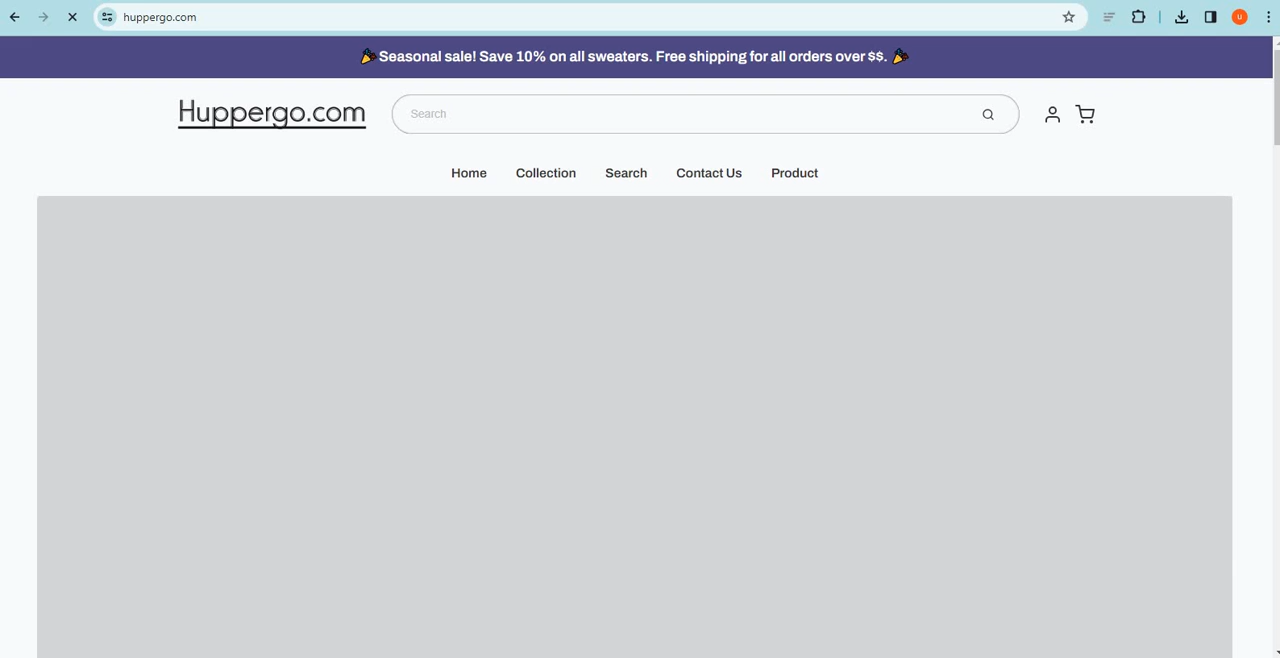 huppergo.com
u
🎉Seasonal sale! Save 10% on all sweaters. Free shipping for all orders over $$. 🎉
Huppergo.com
Search
Home Collection Search Contact Us Product